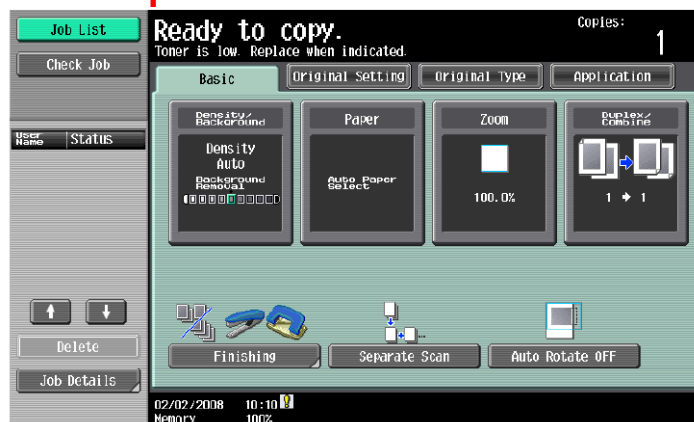 Job List
Check Job
User Name
Status
Delete
Job Details
Ready to copy.
Toner is low. Replace when indicated.
Copies:
1
Basic
Original Setting
Original Type
Application
Density/
Background
Density
Auto
Background
Removal
Paper
Auto Paper
Select
Zoom
100.0%
Duplex/
Combine
1 → 1
Finishing
Separate Scan
Auto Rotate OFF
02/02/2008 10:10
Memory 100%